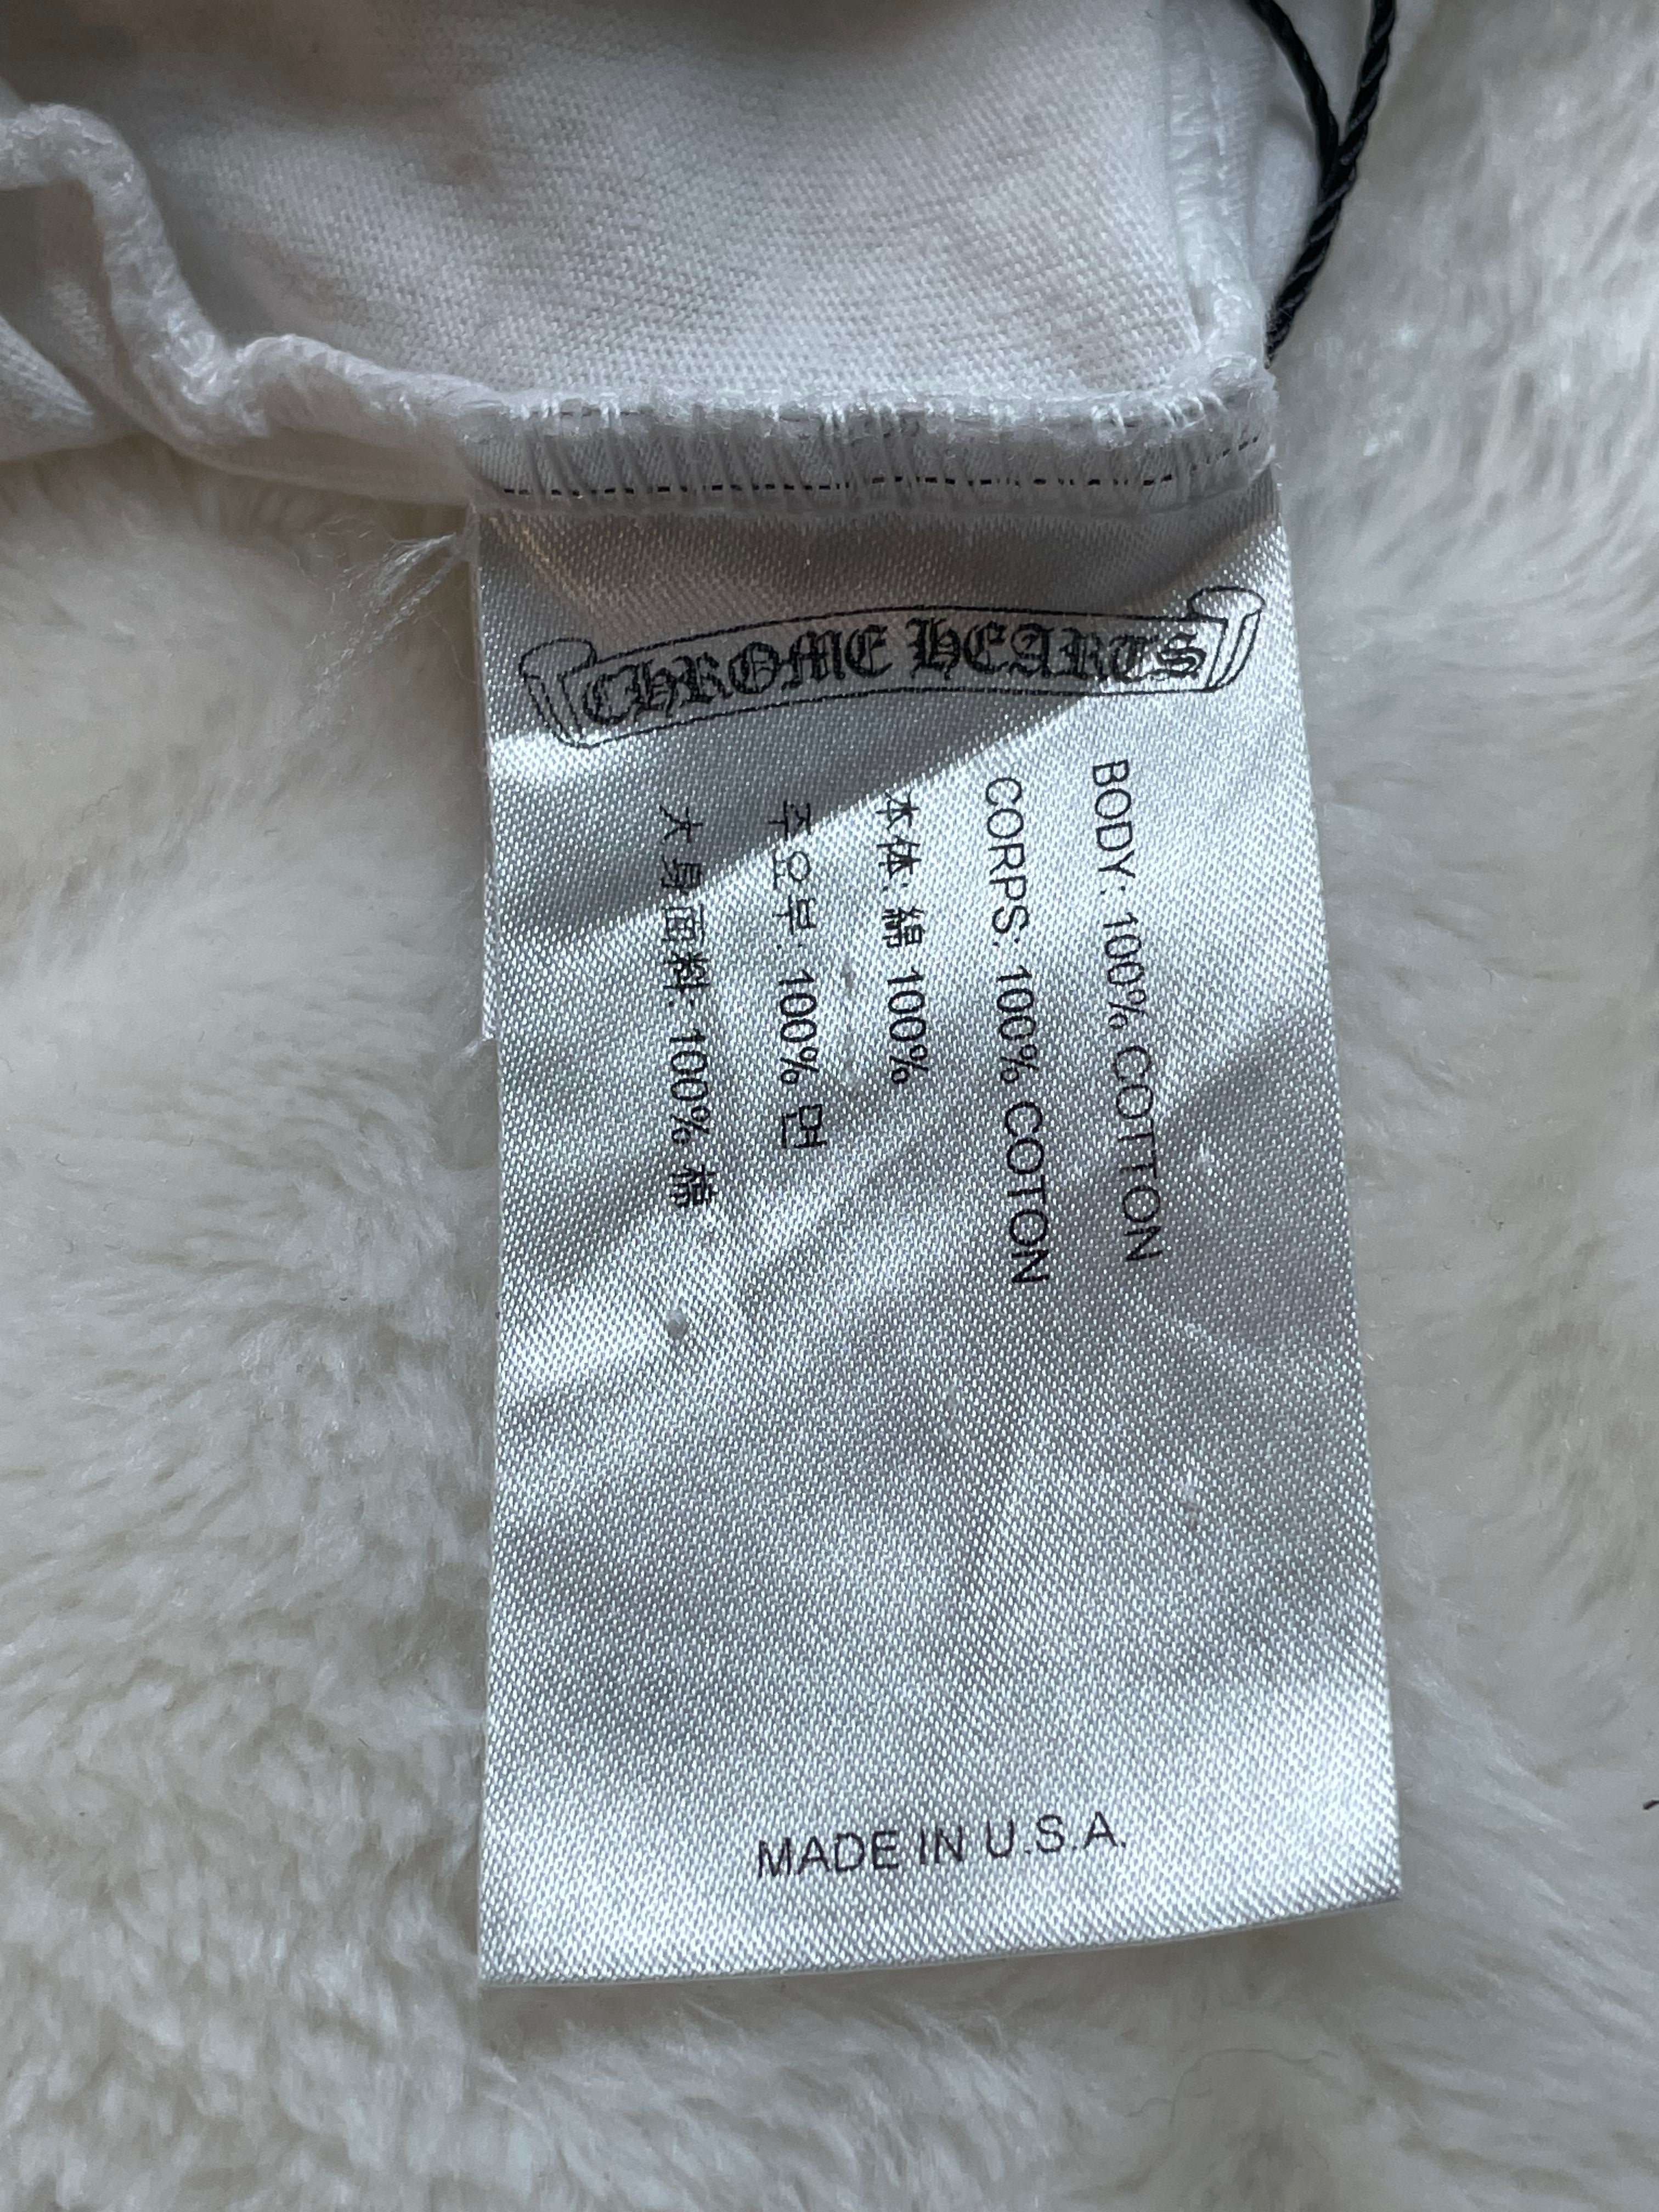 CHROME HEARTS
BODY: 100% COTTON
CORPS: 100% COTON
本体: 綿 100%
주요부: 100% 면
大身面料: 100% 棉
MADE IN U.S.A.